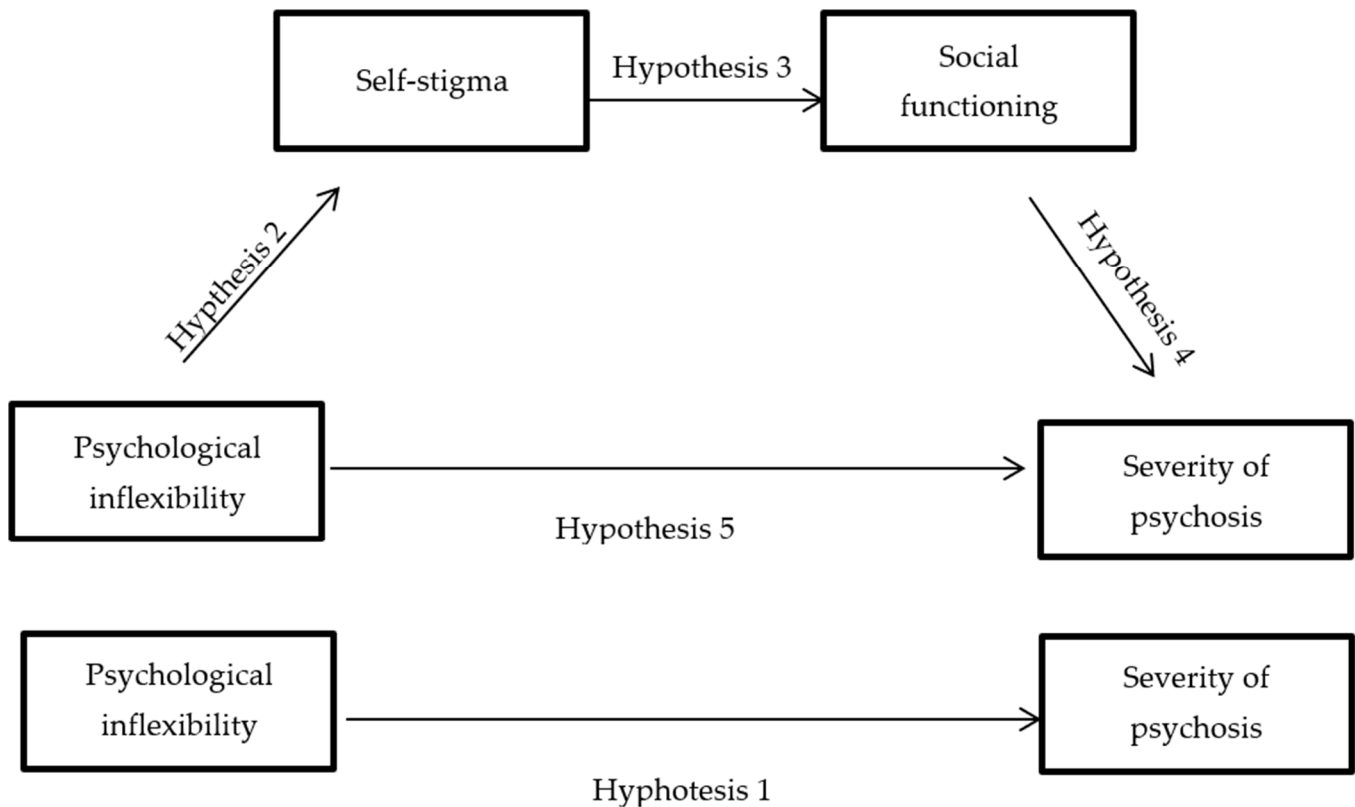 Self-stigma
Hypothesis 3
Social
functioning
Hypthesis 2
Hypothesis 4
Psychological
inflexibility
Hypothesis 5
Severity of
psychosis
Psychological
inflexibility
Hyphotesis 1
Severity of
psychosis